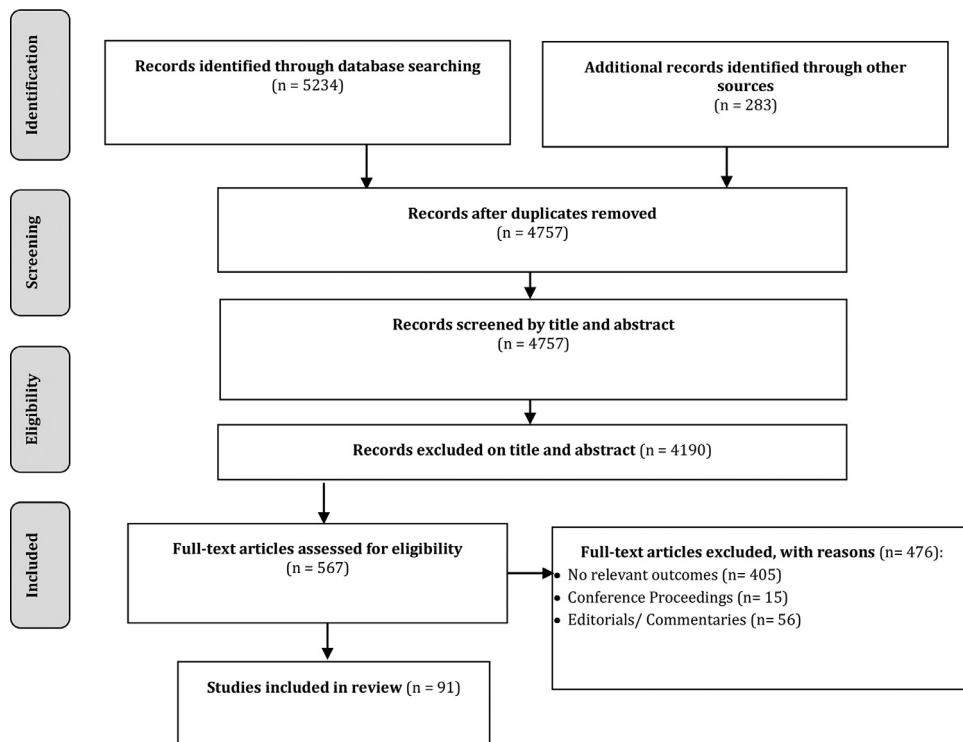 Identification
Records identified through database searching
(n = 5234)
Additional records identified through other
sources
(n = 283)
Screening
Records after duplicates removed
(n = 4757)
Records screened by title and abstract
(n = 4757)
Eligibility
Records excluded on title and abstract (n = 4190)
Included
Full-text articles assessed for eligibility
(n = 567)
Full-text articles excluded, with reasons (n= 476):
• No relevant outcomes (n= 405)
• Conference Proceedings (n= 15)
• Editorials/ Commentaries (n= 56)
Studies included in review (n = 91)